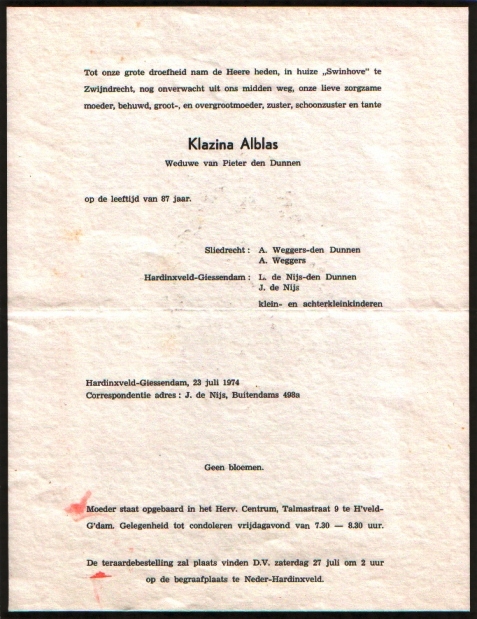 Tot onze grote droefheid nam de Heere heden, in huize „Swinhove" te
Zwijndrecht, nog onverwacht uit ons midden weg, onze lieve zorgzame
moeder, behuwd, groot-, en overgrootmoeder, zuster, schoonzuster en tante
Klazina Alblas
Weduwe van Pieter den Dunnen
op de leeftijd van 87 jaar.
Sliedrecht: A. Weggers-den Dunnen
A. Weggers
Hardinxveld-Giessendam: L. de Nijs-den Dunnen
J. de Nijs
klein- en achterkleinkinderen
Hardinxveld-Giessendam, 23 juli 1974
Correspondentie adres: J. de Nijs, Buitendams 498a
Geen bloemen.
Moeder staat opgebaard in het Herv. Centrum, Talmastraat 9 te H'veld-
G'dam. Gelegenheid tot condoleren vrijdagavond van 7.30 — 8.30 uur.
De teraardebestelling zal plaats vinden D.V. zaterdag 27 juli om 2 uur
op de begraafplaats te Neder-Hardinxveld.